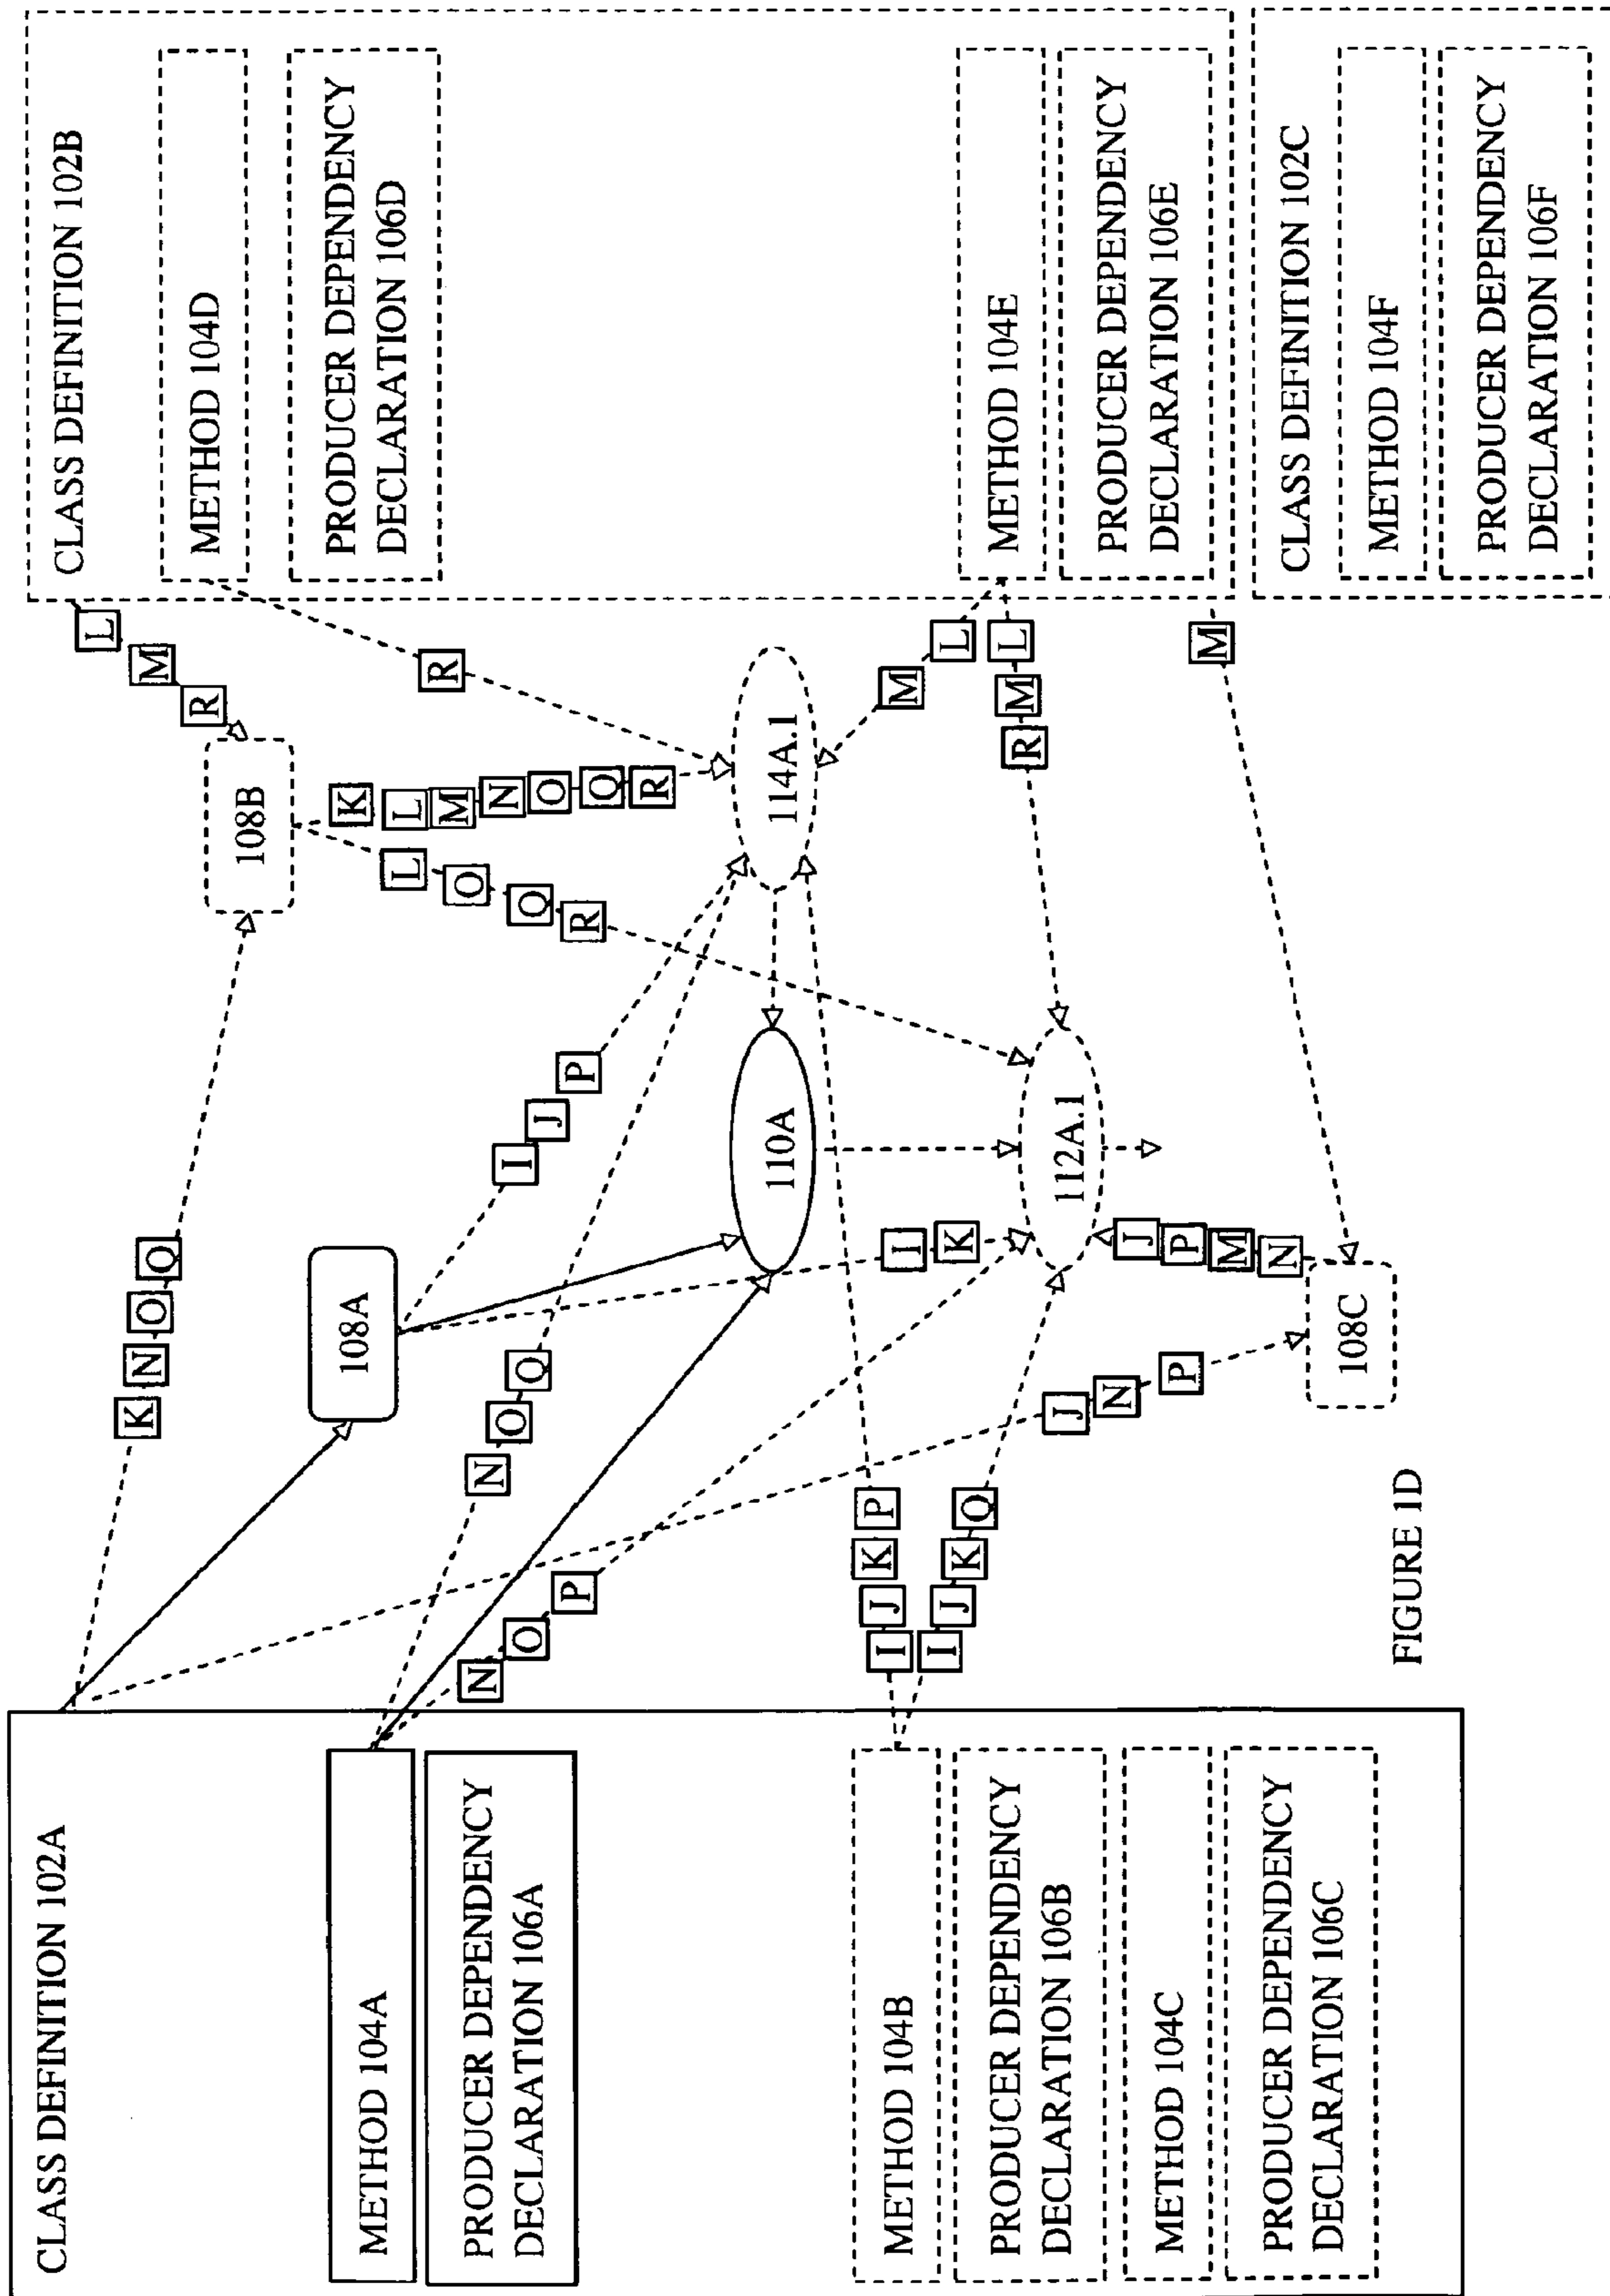 CLASS DEFINITION 102A
METHOD 104A
PRODUCER DEPENDENCY
DECLARATION 106A
METHOD 104B
PRODUCER DEPENDENCY
DECLARATION 106B
METHOD 104C
PRODUCER DEPENDENCY
DECLARATION 106C
K N O Q
108A
108B
R M L
I J P
N O Q
N O P
I K
K L M N O Q R
L O Q R
R
110A
114A.1
I J K P
I J K Q
M L
R M L
112A.1
J N P
J P M N
108C
M
CLASS DEFINITION 102B
METHOD 104D
PRODUCER DEPENDENCY
DECLARATION 106D
METHOD 104E
PRODUCER DEPENDENCY
DECLARATION 106E
CLASS DEFINITION 102C
METHOD 104F
PRODUCER DEPENDENCY
DECLARATION 106F
FIGURE 1D